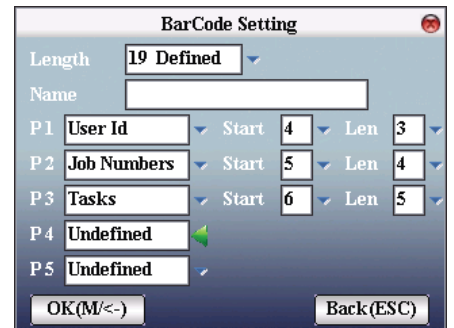 BarCode Setting
Length 19 Defined
Name
P1 User Id Start 4 Len 3
P2 Job Numbers Start 5 Len 4
P3 Tasks Start 6 Len 5
P4 Undefined
P5 Undefined
OK(M/<-) Back(ESC)